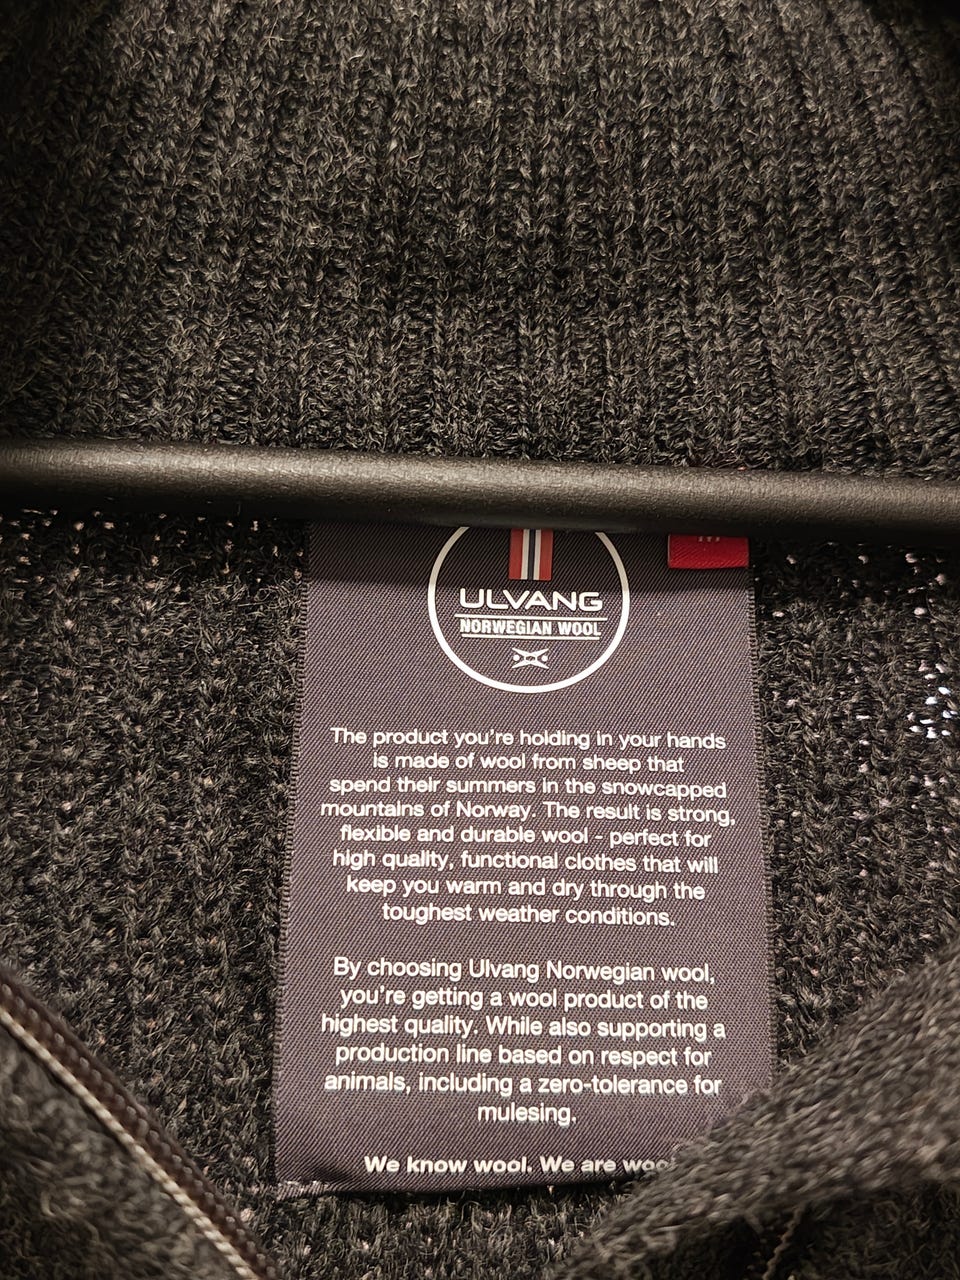 ULVANG
NORWEGIAN WOOL
The product you're holding in your hands
is made of wool from sheep that
spend their summers in the snowcapped
mountains of Norway. The result is strong,
flexible and durable wool - perfect for
high quality, functional clothes that will
keep you warm and dry through the
toughest weather conditions.
By choosing Ulvang Norwegian wool,
you're getting a wool product of the
highest quality. While also supporting a
production line based on respect for
animals, including a zero-tolerance for
mulesing.
We know wool. We are